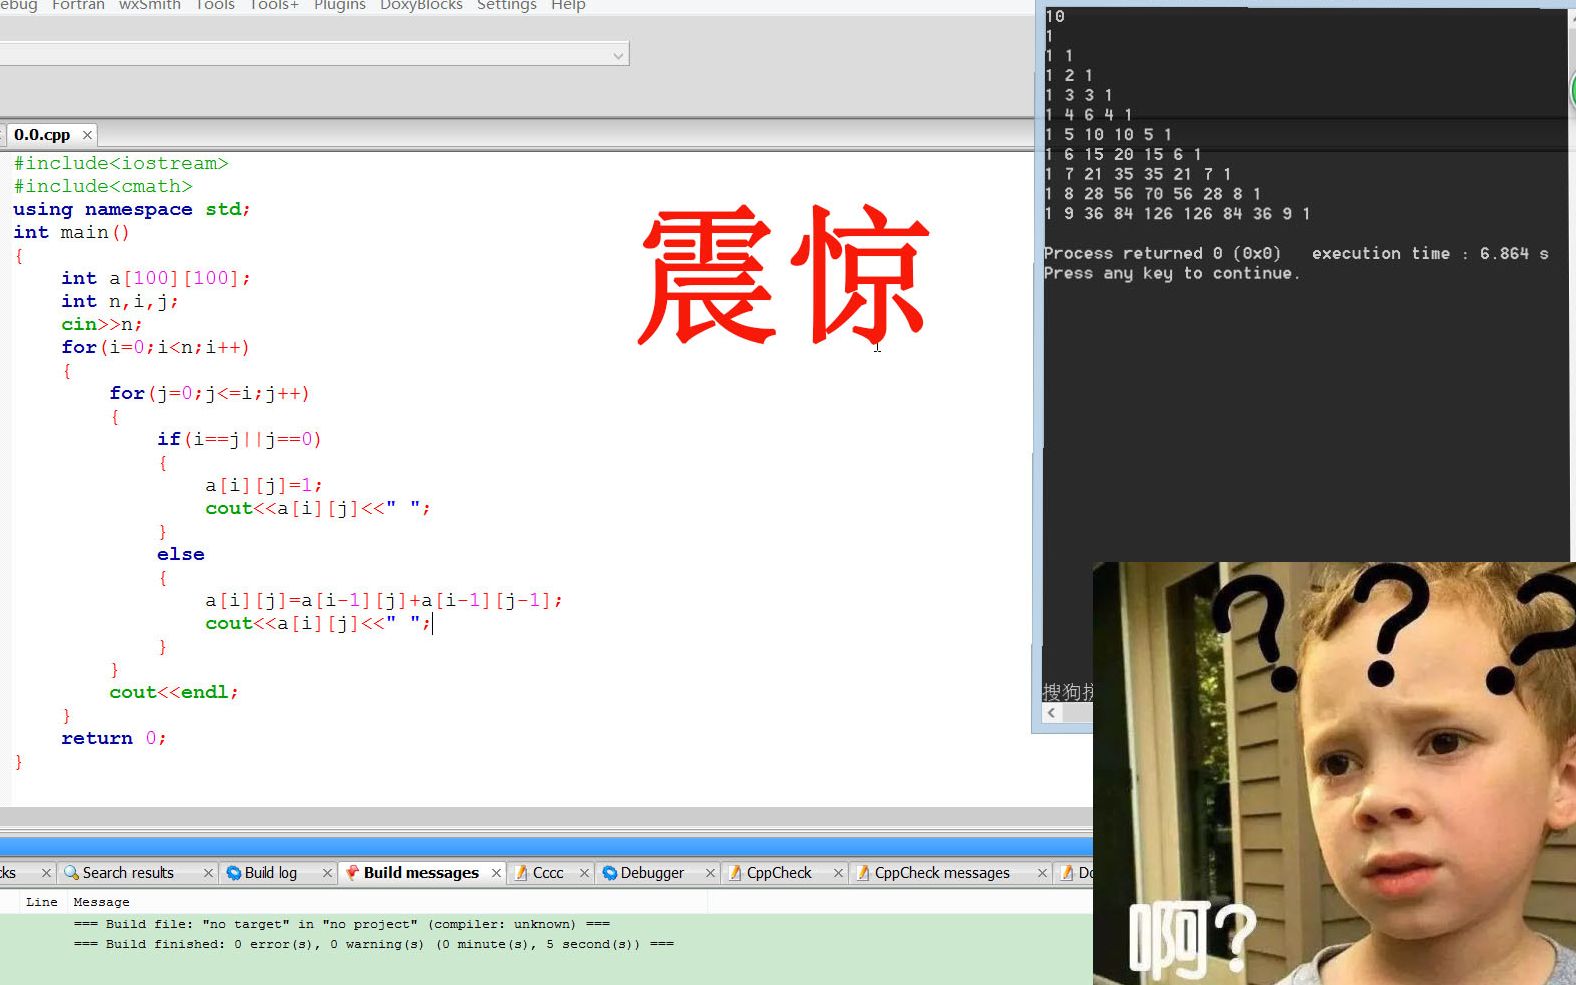 Fortran wxSmith Tools Tools+ Plugins DoxyBlocks Settings Help
0.0.cpp
#include<iostream>
#include<cmath>
using namespace std;
int main()
{
int a[100][100];
int n,i,j;
cin>>n;
for(i=0;i<n;i++)
{
for(j=0;j<=i;j++)
{
if(i==j||j==0)
{
a[i][j]=1;
cout<<a[i][j]<<" ";
}
else
{
a[i][j]=a[i-1][j]+a[i-1][j-1];
cout<<a[i][j]<<" ";
}
}
cout<<endl;
}
return 0;
}
震惊
10
1
1 1
1 2 1
1 3 3 1
1 4 6 4 1
1 5 10 10 5 1
1 6 15 20 15 6 1
1 7 21 35 35 21 7 1
1 8 28 56 70 56 28 8 1
1 9 36 84 126 126 84 36 9 1
Process returned 0 (0x0) execution time : 6.864 s
Press any key to continue.
搜狗
? ? ?
啊?
Search results Build log Build messages Cccc Debugger CppCheck CppCheck messages
Line Message
=== Build file: "no target" in "no project" (compiler: unknown) ===
=== Build finished: 0 error(s), 0 warning(s) (0 minute(s), 5 second(s)) ===